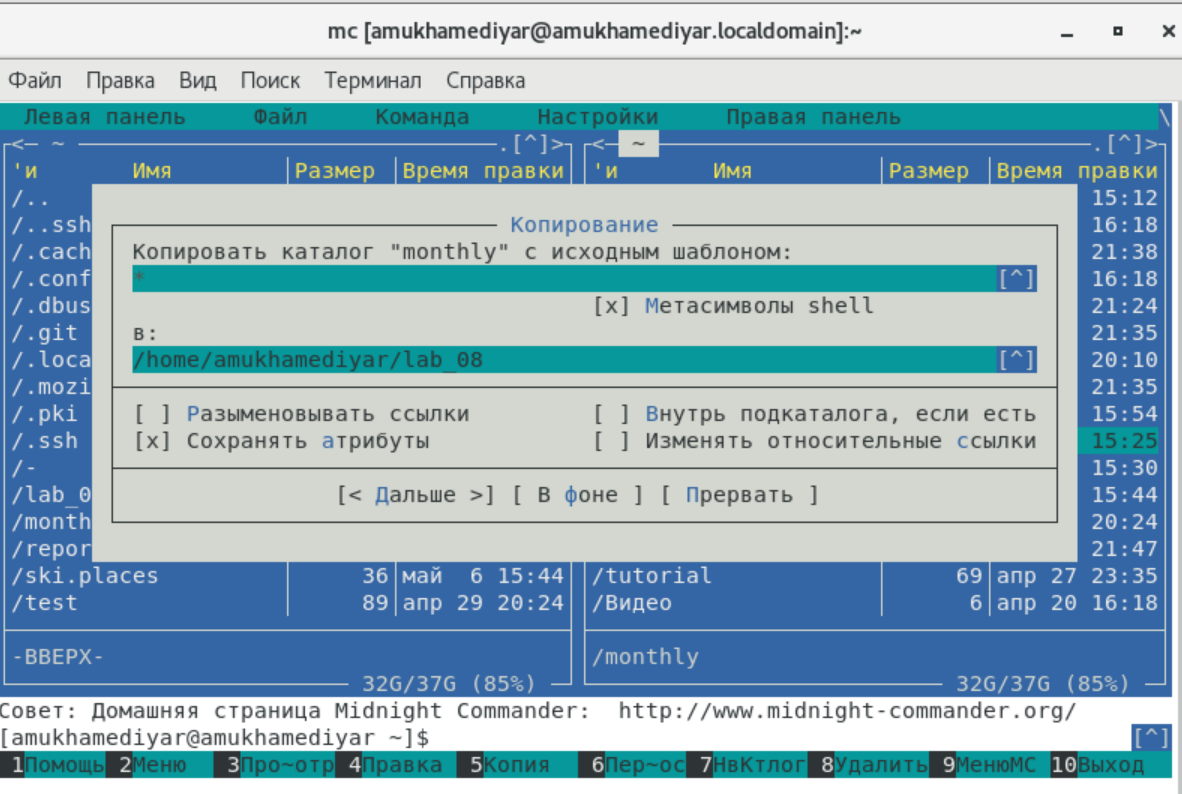 mc [amukhamediyar@amukhamediyar.localdomain]:~
Файл Правка Вид Поиск Терминал Справка
Левая панель Файл Команда Настройки Правая панель
<— ~ .[^]> <— ~ .[^]>
'и Имя Размер Время правки 'и Имя Размер Время правки
/.. 15:12
/..ssh 16:18
Копирование
/.cach Копировать каталог "monthly" с исходным шаблоном: 21:38
/.conf * [^] 16:18
/.dbus [x] Метасимволы shell 21:24
/.git в: 21:35
/.loca /home/amukhamediyar/lab_08 [^] 20:10
/.mozi 21:35
/.pki [ ] Разыменовывать ссылки [ ] Внутрь подкаталога, если есть 15:54
/.ssh [x] Сохранять атрибуты [ ] Изменять относительные ссылки 15:25
/- 15:30
/lab_0 [< Дальше >] [ В фоне ] [ Прервать ] 15:44
/month 20:24
/repor 21:47
/ski.places 36 май 6 15:44 /tutorial 69 апр 27 23:35
/test 89 апр 29 20:24 /Видео 6 апр 20 16:18
-ВВЕРХ- /monthly
32G/37G (85%) 32G/37G (85%)
Совет: Домашняя страница Midnight Commander: http://www.midnight-commander.org/
[amukhamediyar@amukhamediyar ~]$ [^]
1Помощь 2Меню 3Про~отр 4Правка 5Копия 6Пер~ос 7НвКтлог 8Удалить 9МенюMC 10Выход